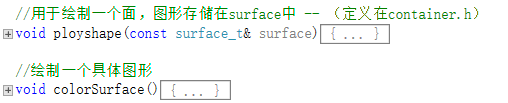 //用于绘制一个面，图形存储在surface中 -- （定义在container.h）
void ployshape(const surface_t& surface){ ... }
//绘制一个具体图形
void colorSurface(){ ... }